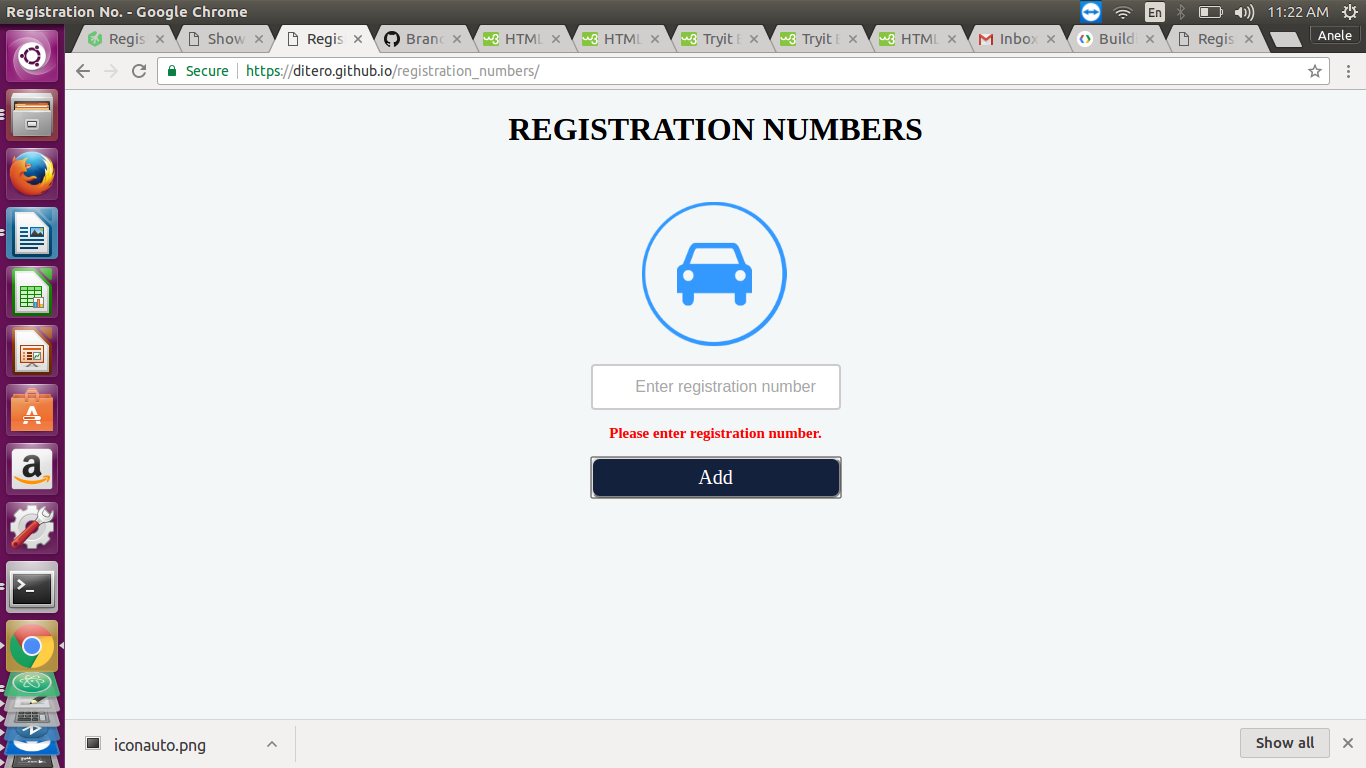 Registration No. - Google Chrome
En
11:22 AM
Regis
Show
Regis
Branc
HTML
HTML
Tryit E
Tryit E
HTML
Inbox
Build
Regis
Anele
Secure
https://ditero.github.io/registration_numbers/
REGISTRATION NUMBERS
Enter registration number
Please enter registration number.
Add
iconauto.png
Show all